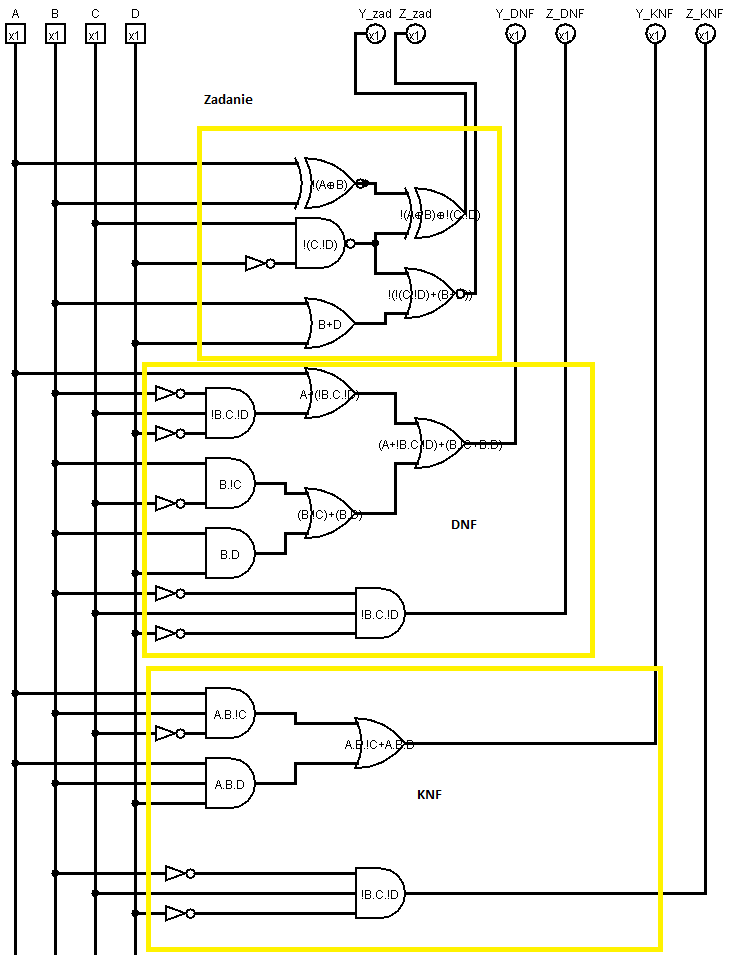 A B C D Y_zad Z_zad Y_DNF Z_DNF Y_KNF Z_KNF
x1 x1 x1 x1 x1 x1 x1 x1 x1 x1
Zadanie
!(A⊕B)
!(A⊕B)⊕!(C.!D)
!(C.!D)
!(!(C.!D)+(B+D))
B+D
A+(!B.C.!D)
!B.C.!D
(A+!B.C.!D)+(B.!C+B.D)
B.!C
(B.!C)+(B.D)
DNF
B.D
!B.C.!D
A.B.!C
A.B.!C+A.B.D
A.B.D
KNF
!B.C.!D